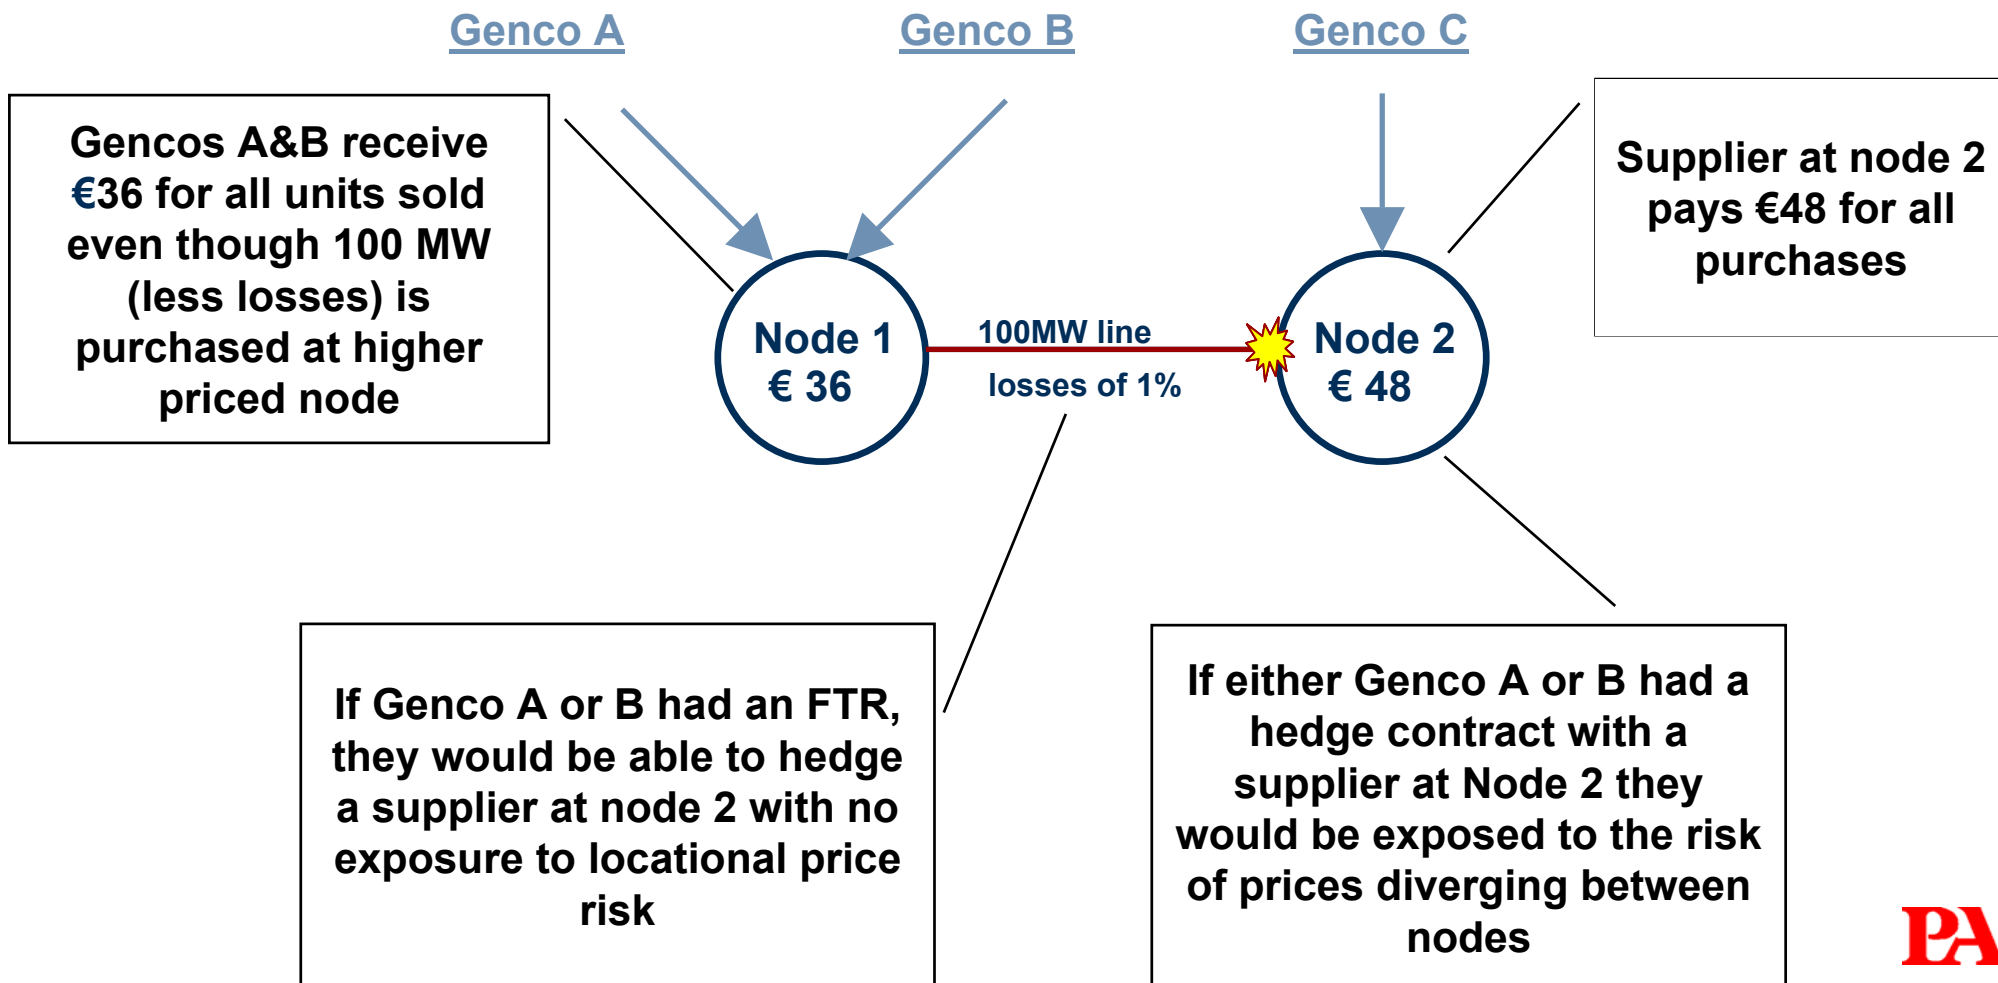 Genco A
Genco B
Genco C
Gencos A&B receive
€36 for all units sold
even though 100 MW
(less losses) is
purchased at higher
priced node
Supplier at node 2
pays €48 for all
purchases
Node 1
€ 36
100MW line
losses of 1%
Node 2
€ 48
If Genco A or B had an FTR,
they would be able to hedge
a supplier at node 2 with no
exposure to locational price
risk
If either Genco A or B had a
hedge contract with a
supplier at Node 2 they
would be exposed to the risk
of prices diverging between
nodes
PA